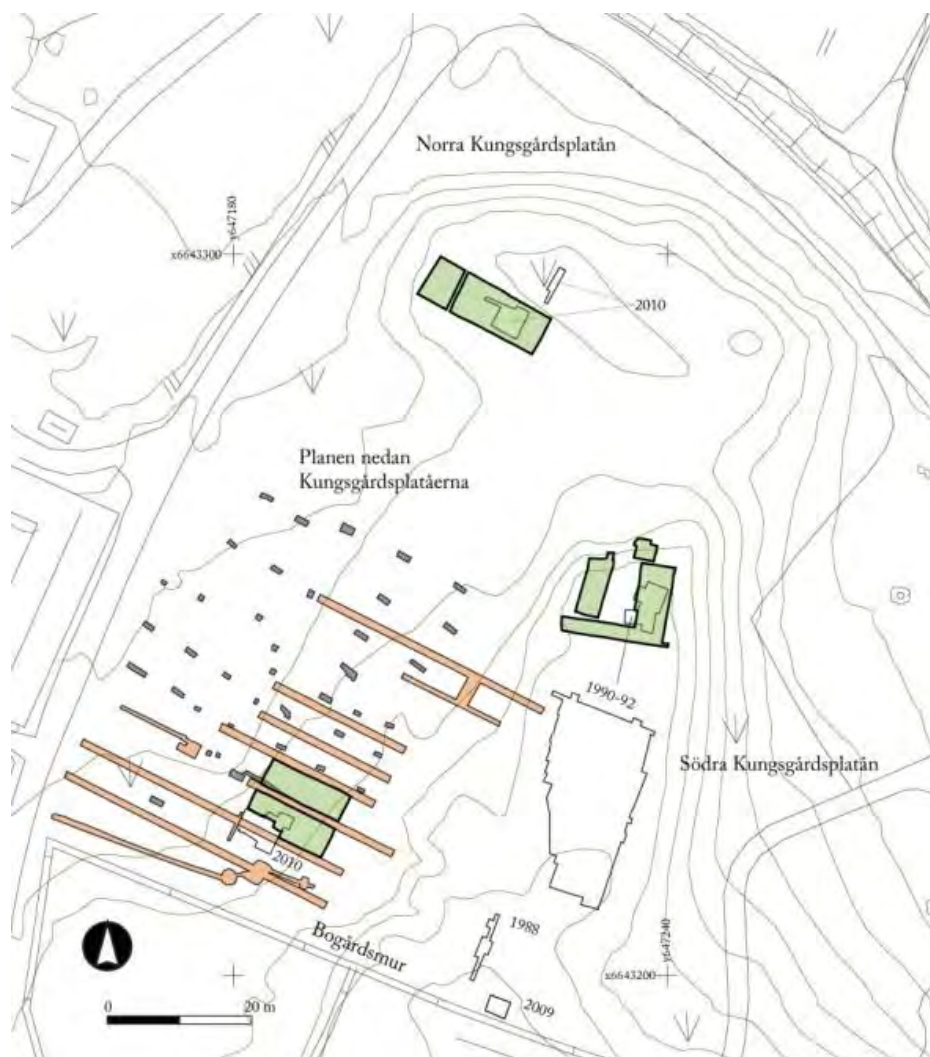 Norra Kungsgårdsplatån
y647180
x6643300
2010
Planen nedan
Kungsgårdsplatåerna
1990-92
Södra Kungsgårdsplatån
2010
1988
Bogårdsmur
y647240
x6643200
2009
0 20 m